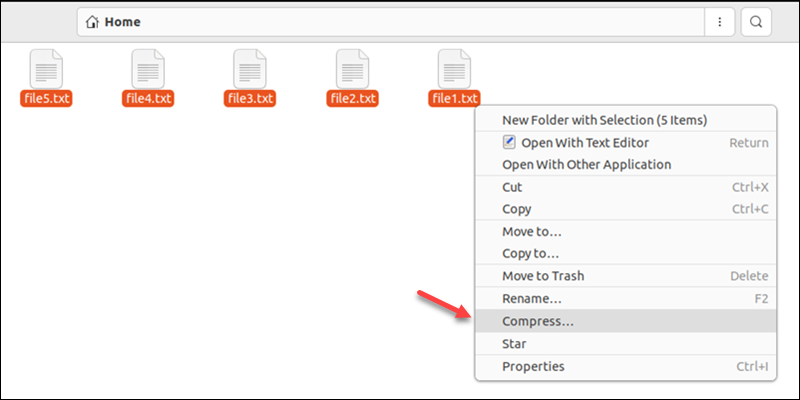 Home
file5.txt
file4.txt
file3.txt
file2.txt
file1.txt
New Folder with Selection (5 Items)
Open With Text Editor Return
Open With Other Application
Cut Ctrl+X
Copy Ctrl+C
Move to…
Copy to…
Move to Trash Delete
Rename… F2
Compress…
Star
Properties Ctrl+I